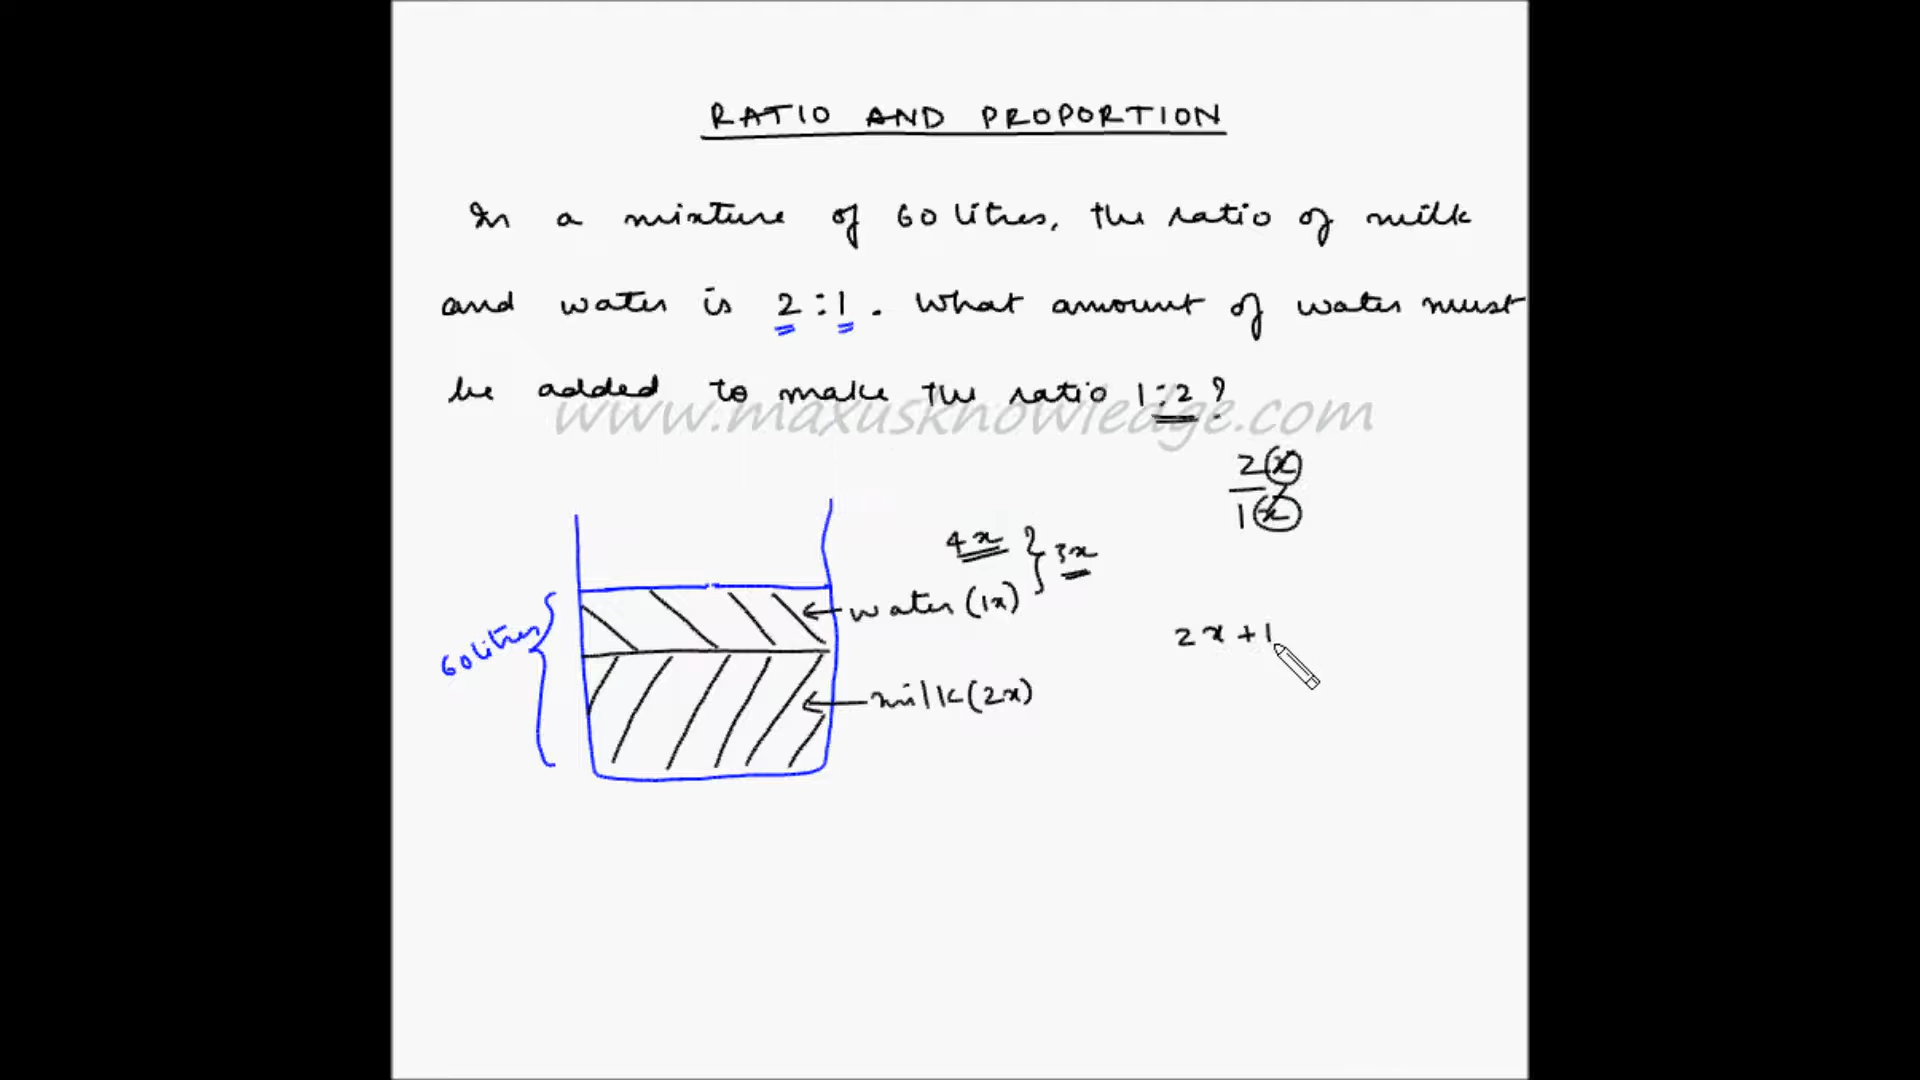 RATIO AND PROPORTION
In a mixture of 60 litres, the ratio of milk
and water is 2 : 1 . What amount of water must
be added to make the ratio 1 : 2 ?
www.maxusknowledge.com
2(x)
1(x)
4x } 3x
water (1x)
60 litres
2x + 1
milk (2x)